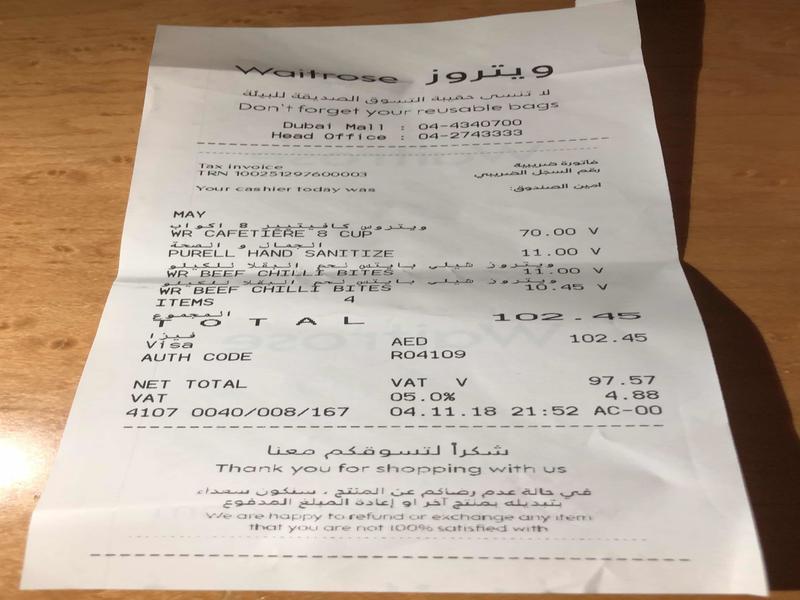 Waitrose ويتروز
لا تنسى حقيبة التسوق الصديقة للبيئة
Don't forget your reusable bags
Dubai Mall : 04-4340700
Head Office : 04-2743333
Tax invoice فاتورة ضريبية
TRN 100251297600003 رقم السجل الضريبي
Your cashier today was امين الصندوق:
MAY
ويتروس كافيتيير 8 اكواب
WR CAFETIERE 8 CUP 70.00 V
الجمال و الصحة
PURELL HAND SANITIZE 11.00 V
ويتروز شيلي بايتس لحم البقلا للكيلو
WR BEEF CHILLI BITES 11.00 V
ويتروز شيلي بايتس لحم البقلا للكيلو
WR BEEF CHILLI BITES 10.45 V
ITEMS 4
المجموع
TOTAL 102.45
فيزا
Visa AED 102.45
AUTH CODE R04109
NET TOTAL VAT V 97.57
VAT 05.0% 4.88
4107 0040/008/167 04.11.18 21:52 AC-00
شكراً لتسوقكم معنا
Thank you for shopping with us
في حالة عدم رضاكم عن المنتج ، سنكون سعداء
بتبديله بمنتج آخر او إعادة المبلغ المدفوع
We are happy to refund or exchange any item
that you are not 100% satisfied with